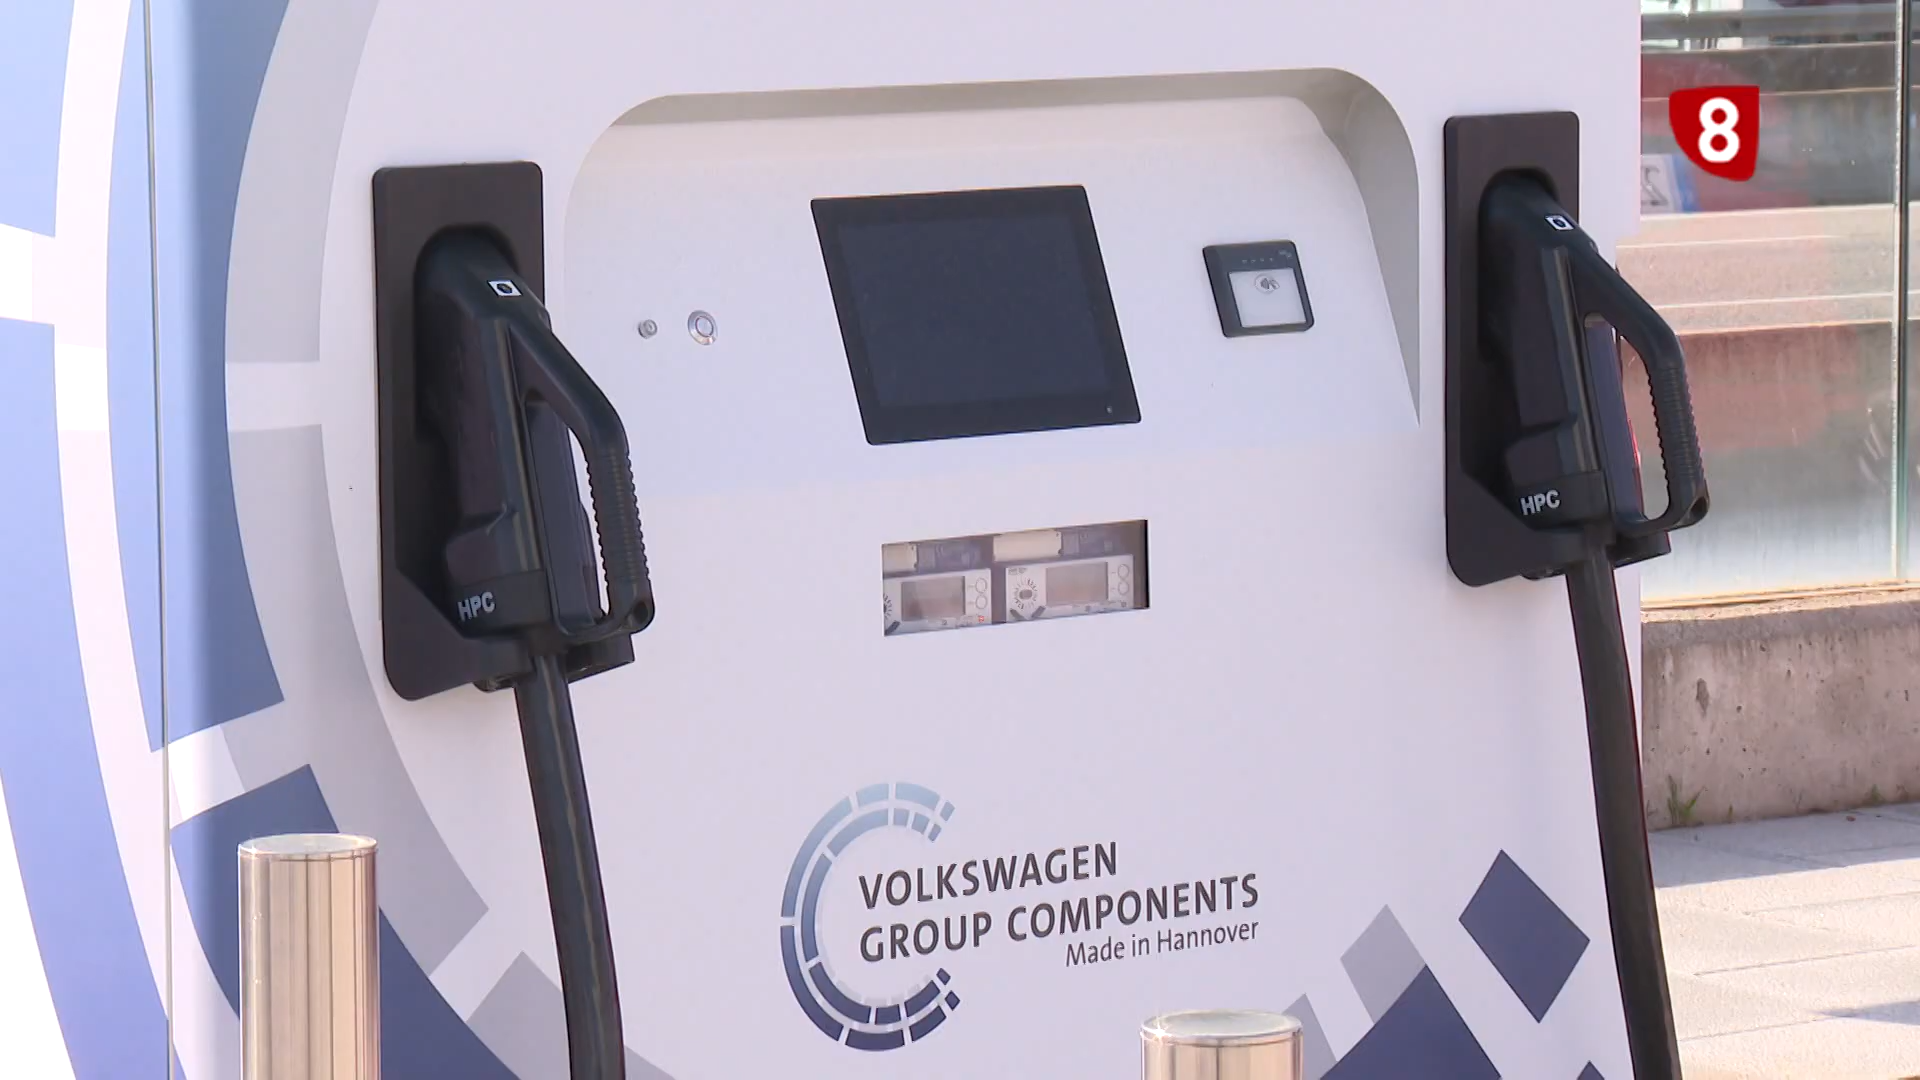 8
HPC
HPC
VOLKSWAGEN
GROUP COMPONENTS
Made in Hannover